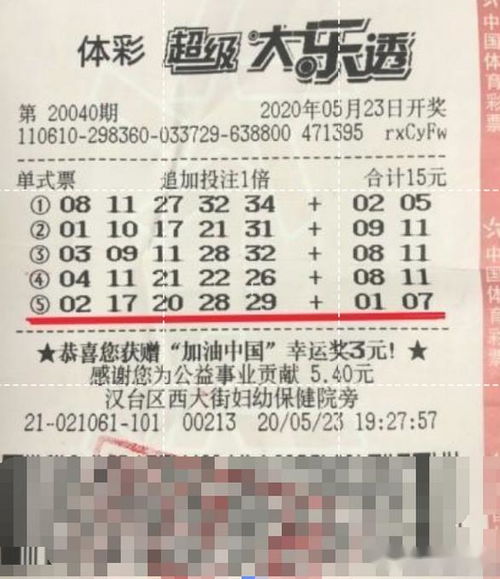 体彩 超级大乐透
第 20040期 2020年05月23日开奖
110610-298360-033729-638800 471395 rxCyFw
单式票 追加投注1倍 合计15元
① 08 11 27 32 34 + 02 05
② 01 10 17 21 31 + 09 11
③ 03 09 11 28 32 + 08 11
④ 04 11 21 22 26 + 08 11
⑤ 02 17 20 28 29 + 01 07
★恭喜您获赠“加油中国”幸运奖3元!★
感谢您为公益事业贡献 5.40元
汉台区西大街妇幼保健院旁
21-021061-101 00213 20/05/23 19:27:57
中国体育彩票